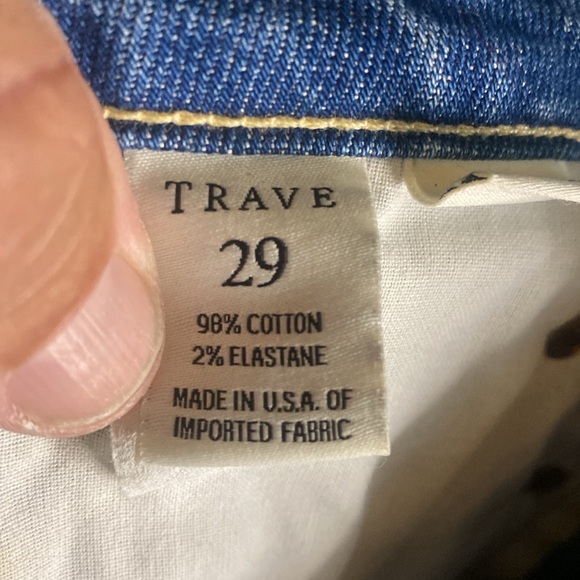 TRAVE
29
98% COTTON
2% ELASTANE
MADE IN U.S.A. OF
IMPORTED FABRIC